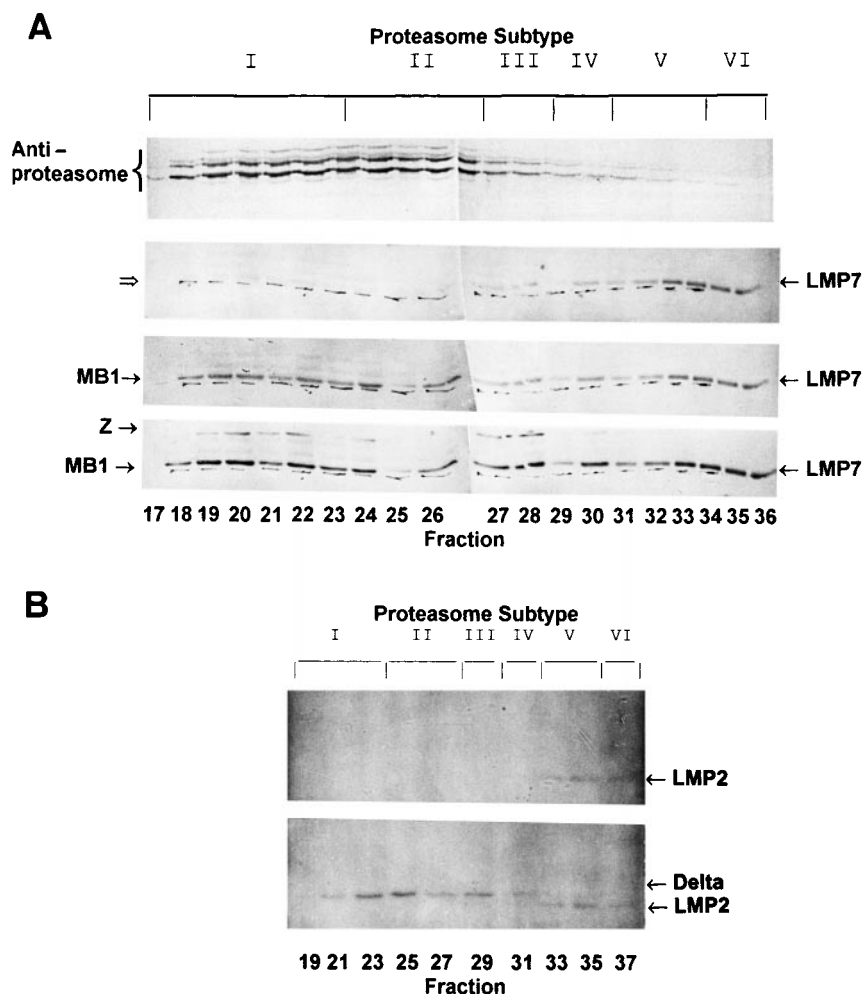 A
Proteasome Subtype
I II III IV V VI
Anti –
proteasome
⇒ ← LMP7
MB1→ ← LMP7
Z →
MB1 → ← LMP7
17 18 19 20 21 22 23 24 25 26 27 28 29 30 31 32 33 34 35 36
Fraction
B
Proteasome Subtype
I II III IV V VI
← LMP2
← Delta
← LMP2
19 21 23 25 27 29 31 33 35 37
Fraction